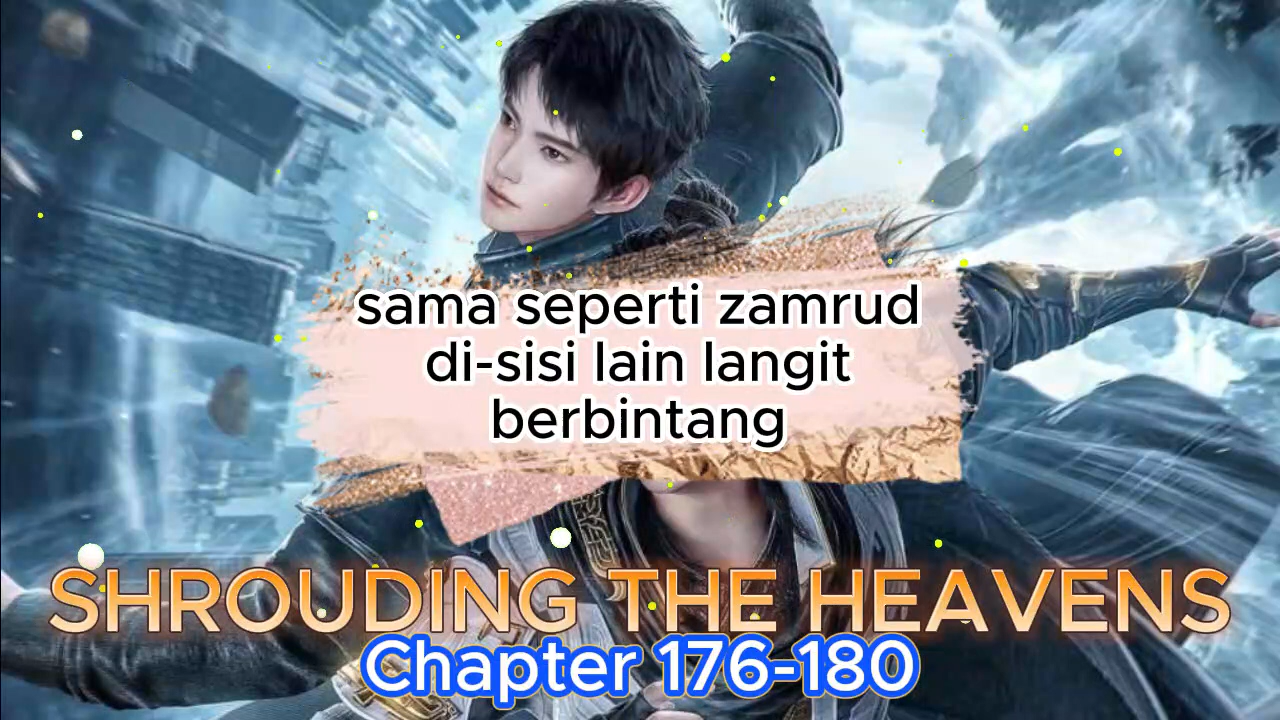 sama seperti zamrud
di-sisi lain langit
berbintang
SHROUDING THE HEAVENS
Chapter 176-180